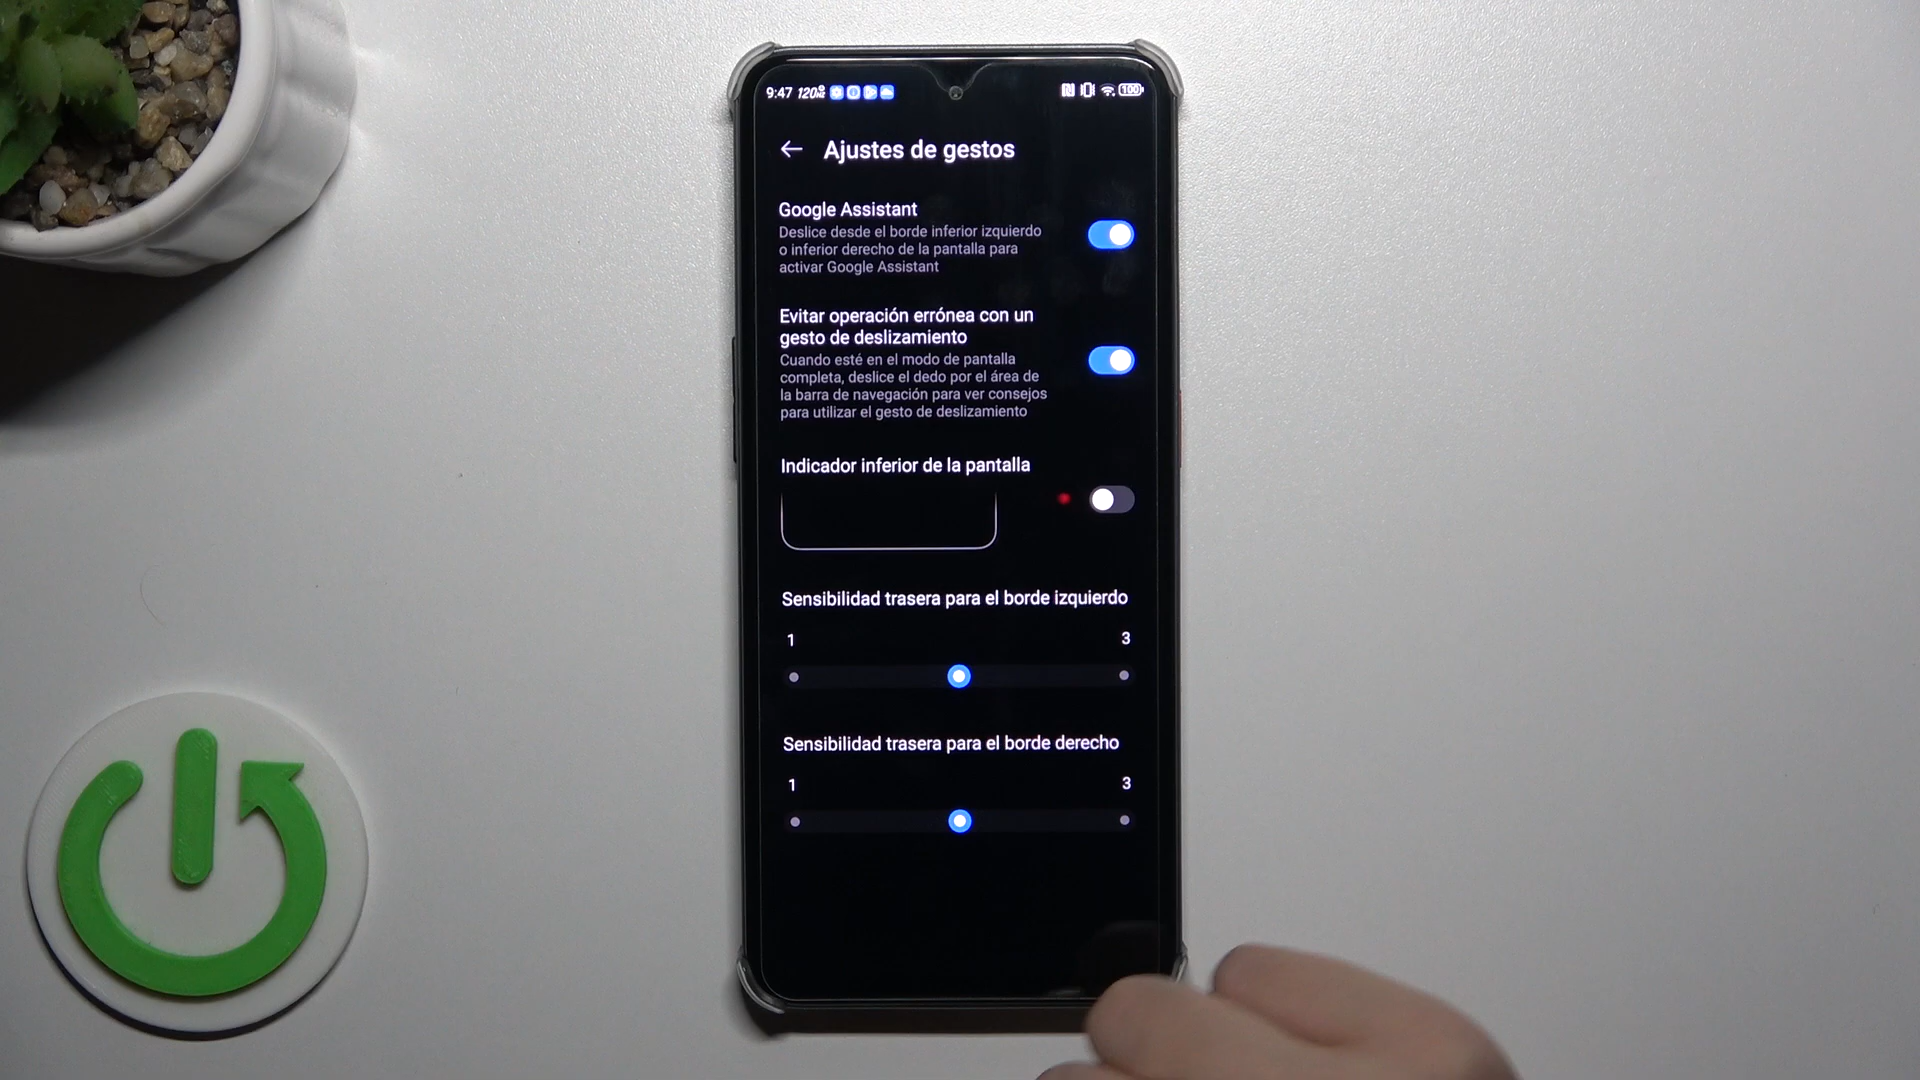 9:47 120Hz 100
Ajustes de gestos
Google Assistant
Deslice desde el borde inferior izquierdo
o inferior derecho de la pantalla para
activar Google Assistant
Evitar operación errónea con un
gesto de deslizamiento
Cuando esté en el modo de pantalla
completa, deslice el dedo por el área de
la barra de navegación para ver consejos
para utilizar el gesto de deslizamiento
Indicador inferior de la pantalla
Sensibilidad trasera para el borde izquierdo
1 3
Sensibilidad trasera para el borde derecho
1 3